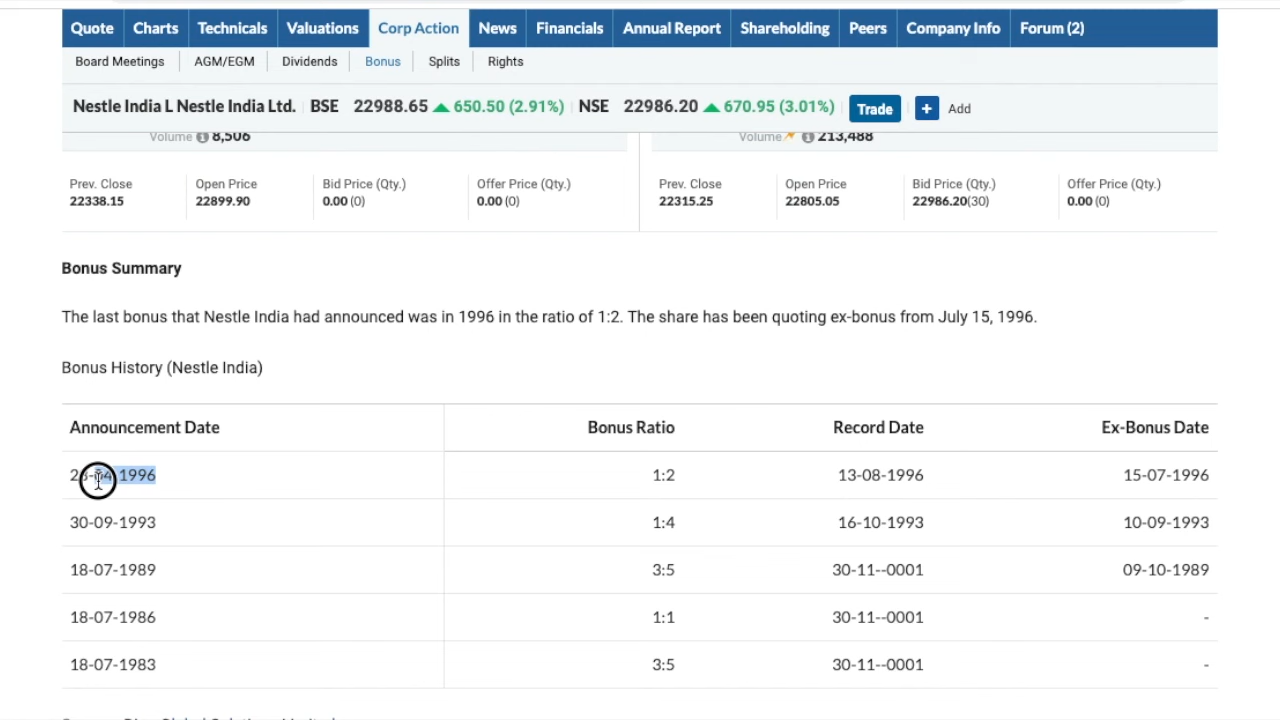 Quote Charts Technicals Valuations Corp Action News Financials Annual Report Shareholding Peers Company Info Forum (2)
Board Meetings AGM/EGM Dividends Bonus Splits Rights
Nestle India L Nestle India Ltd. BSE 22988.65 650.50 (2.91%) NSE 22986.20 670.95 (3.01%) Trade + Add
Volume 8,506 Volume 213,488
Prev. Close Open Price Bid Price (Qty.) Offer Price (Qty.) Prev. Close Open Price Bid Price (Qty.) Offer Price (Qty.)
22338.15 22899.90 0.00 (0) 0.00 (0) 22315.25 22805.05 22986.20(30) 0.00 (0)
Bonus Summary
The last bonus that Nestle India had announced was in 1996 in the ratio of 1:2. The share has been quoting ex-bonus from July 15, 1996.
Bonus History (Nestle India)
Announcement Date Bonus Ratio Record Date Ex-Bonus Date
1996 1:2 13-08-1996 15-07-1996
30-09-1993 1:4 16-10-1993 10-09-1993
18-07-1989 3:5 30-11--0001 09-10-1989
18-07-1986 1:1 30-11--0001 -
18-07-1983 3:5 30-11--0001 -